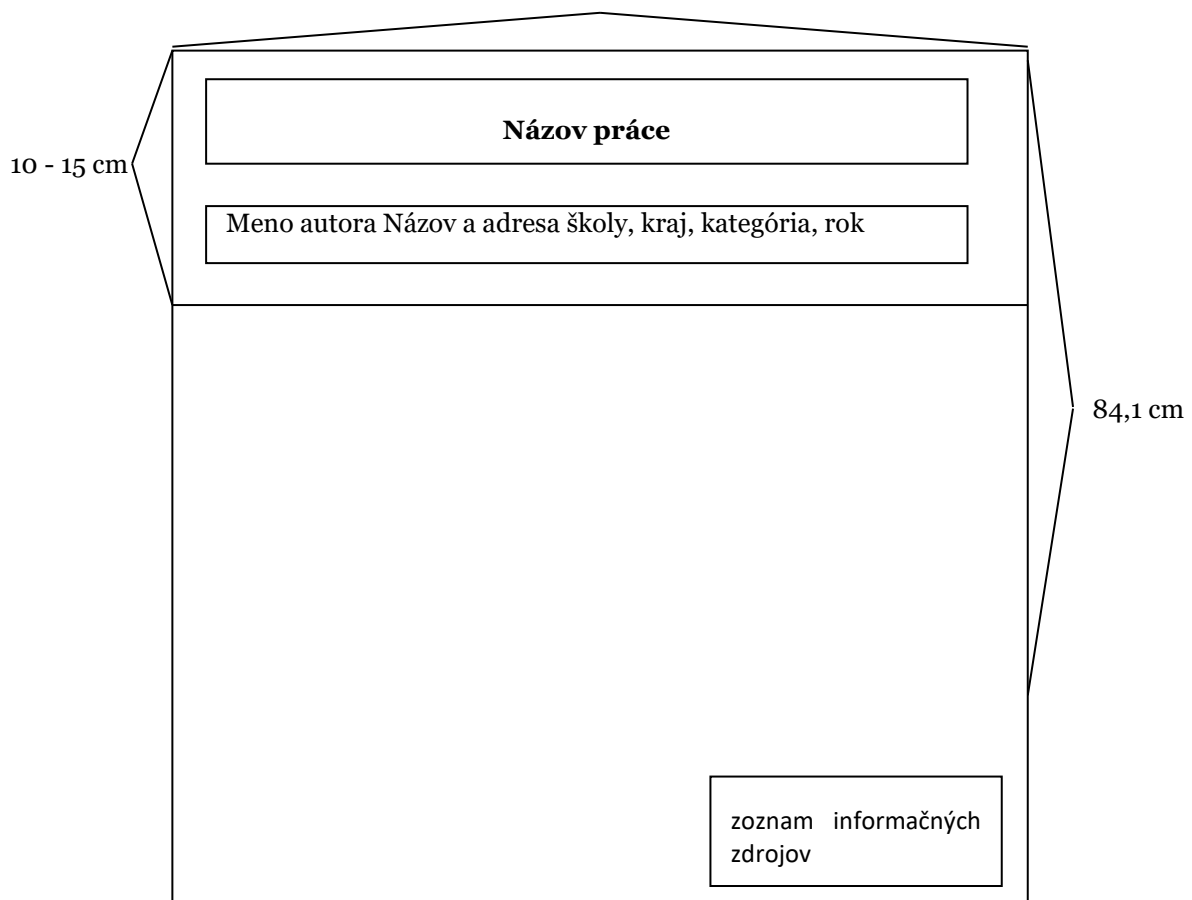 Názov práce
10 - 15 cm
Meno autora Názov a adresa školy, kraj, kategória, rok
84,1 cm
zoznam informačných
zdrojov